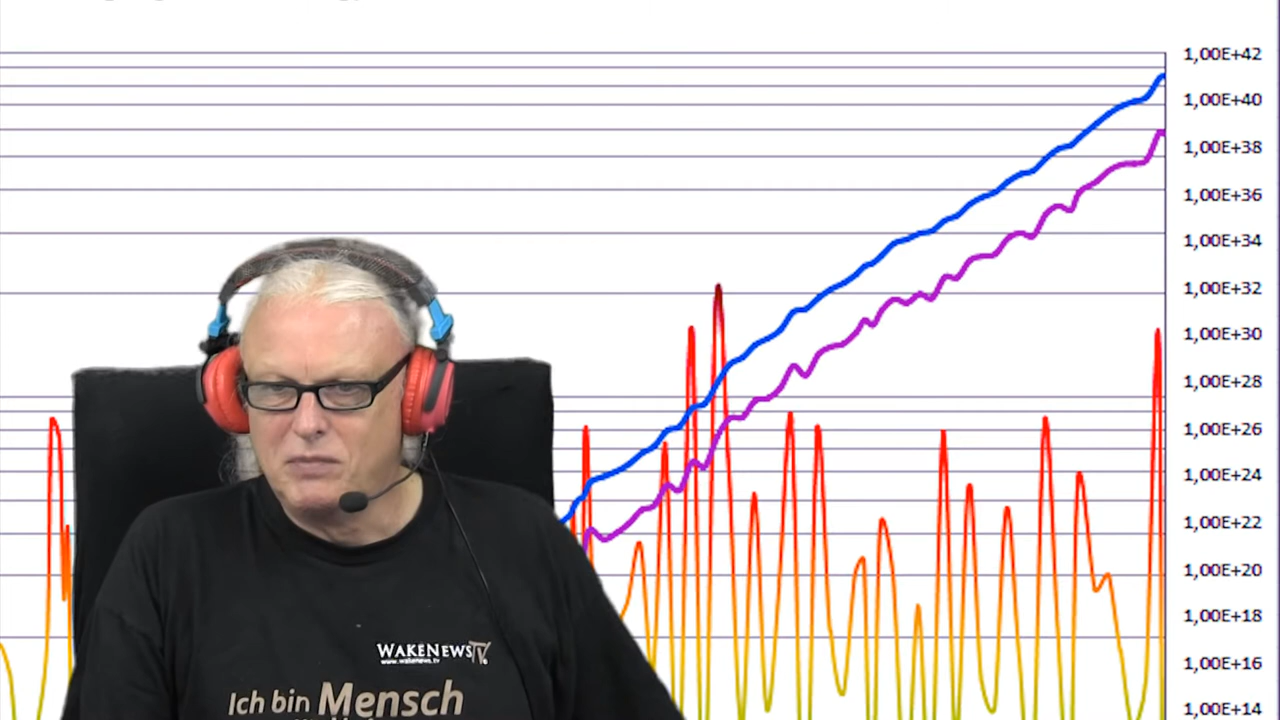 1,00E+42
1,00E+40
1,00E+38
1,00E+36
1,00E+34
1,00E+32
1,00E+30
1,00E+28
1,00E+26
1,00E+24
1,00E+22
1,00E+20
1,00E+18
1,00E+16
1,00E+14
WAKENEWSTV
www.wakenews.tv
Ich bin Mensch